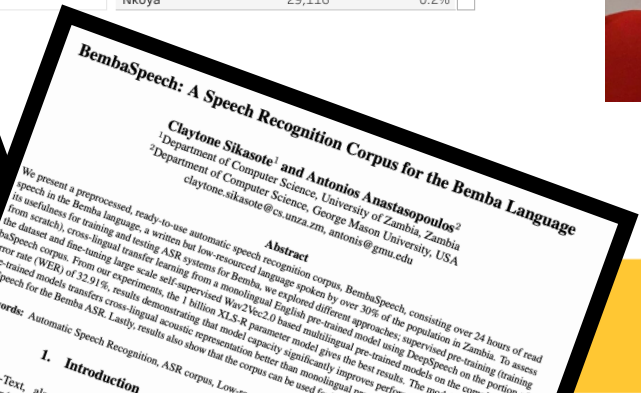 Nkoya 29,116 0.2%
BembaSpeech: A Speech Recognition Corpus for the Bemba Language
Claytone Sikasote1 and Antonios Anastasopoulos2
1Department of Computer Science, University of Zambia, Zambia
2Department of Computer Science, George Mason University, USA
claytone.sikasote@cs.unza.zm, antonis@gmu.edu
Abstract
We present a preprocessed, ready-to-use automatic speech recognition corpus, BembaSpeech, consisting over 24 hours of read
speech in the Bemba language, a written but low-resourced language spoken by over 30% of the population in Zambia. To assess
its usefulness for training and testing ASR systems for Bemba, we explored different approaches; supervised pre-training (training
from scratch), cross-lingual transfer learning from a monolingual English pre-trained model using DeepSpeech on the portion of
the dataset and fine-tuning large scale self-supervised Wav2Vec2.0 based multilingual pre-trained models on the
baSpeech corpus. From our experiments, the 1 billion XLS-R parameter model gives the best results. The
error rate (WER) of 32.91%, results demonstrating that model capacity significantly improves
-trained models transfers cross-lingual acoustic representation better than monolingual
Speech for the Bemba ASR. Lastly, results also show that the corpus can be used
ords: Automatic Speech Recognition, ASR corpus,
1. Introduction
-Text,